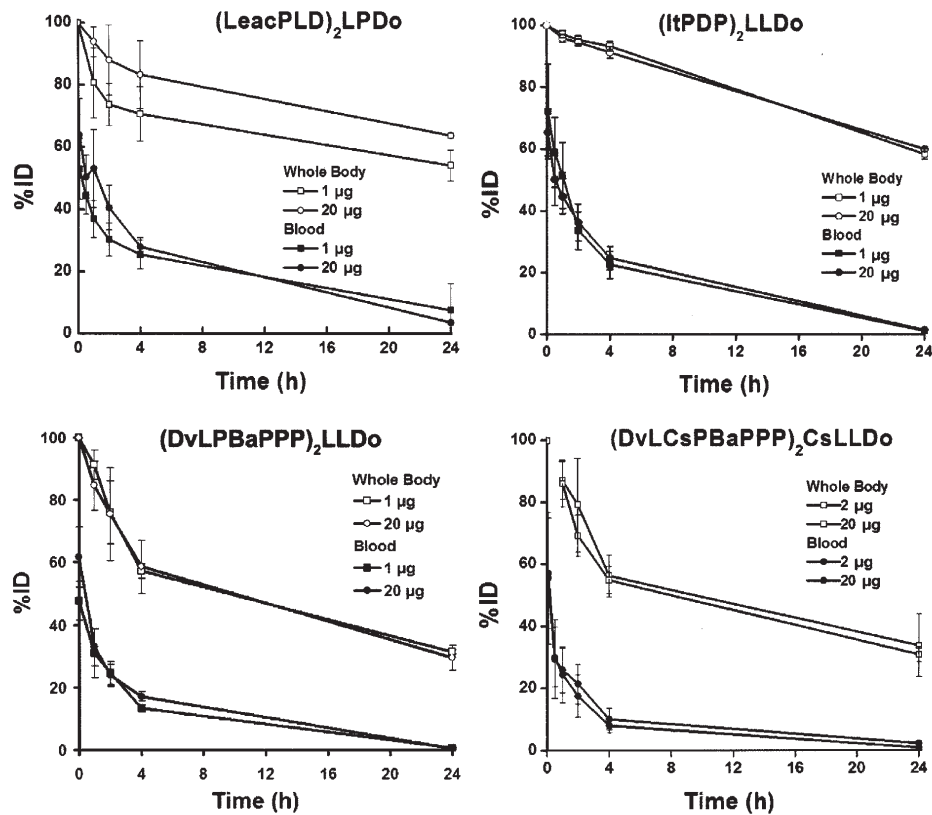 (LeacPLD)2LPDo
100
80
60
40
20
0
%ID
Whole Body
1 µg
20 µg
Blood
1 µg
20 µg
0 4 8 12 16 20 24
Time (h)
(ItPDP)2LLDo
100
80
60
40
20
0
%ID
Whole Body
1 µg
20 µg
Blood
1 µg
20 µg
0 4 8 12 16 20 24
Time (h)
(DvLPBaPPP)2LLDo
100
80
60
40
20
0
%ID
Whole Body
1 µg
20 µg
Blood
1 µg
20 µg
0 4 8 12 16 20 24
Time (h)
(DvLCsPBaPPP)2CsLLDo
100
80
60
40
20
0
%ID
Whole Body
2 µg
20 µg
Blood
2 µg
20 µg
0 4 8 12 16 20 24
Time (h)